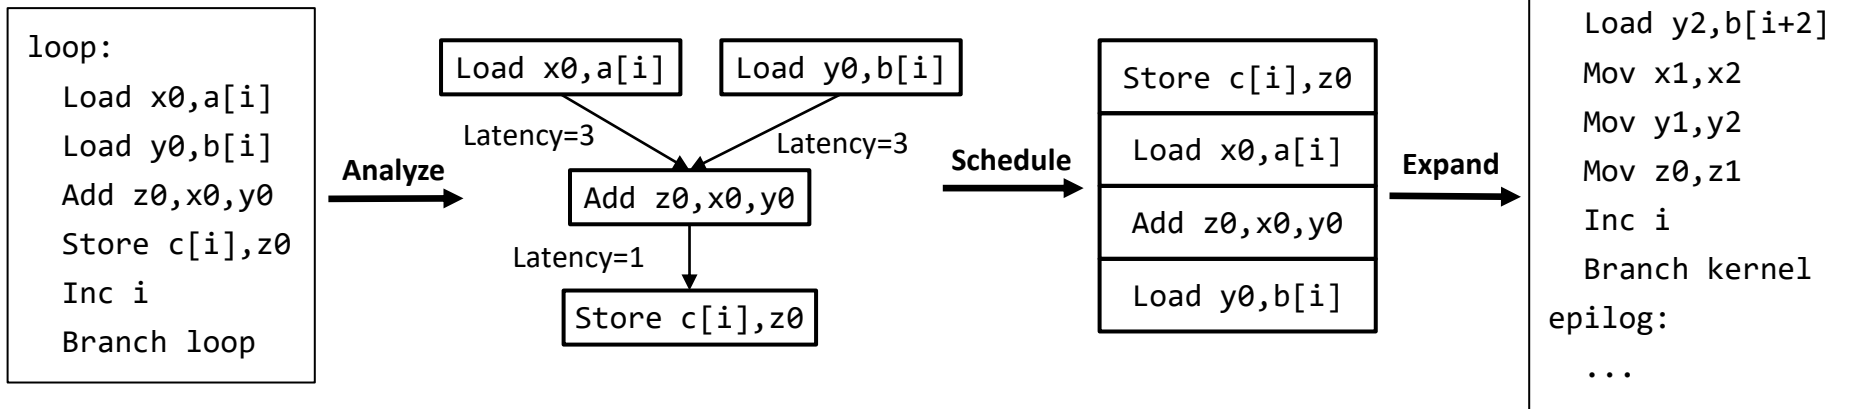 loop:
Load x0,a[i]
Load y0,b[i]
Add z0,x0,y0
Store c[i],z0
Inc i
Branch loop
Analyze
Load x0,a[i]
Load y0,b[i]
Latency=3
Latency=3
Add z0,x0,y0
Latency=1
Store c[i],z0
Schedule
Store c[i],z0
Load x0,a[i]
Add z0,x0,y0
Load y0,b[i]
Expand
Load y2,b[i+2]
Mov x1,x2
Mov y1,y2
Mov z0,z1
Inc i
Branch kernel
epilog:
...